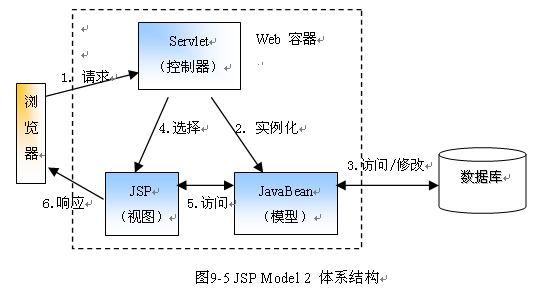 Servlet
（控制器）
Web 容器
1. 请求
浏
览
器
4.选择
2. 实例化
3.访问/修改
数据库
JSP
（视图）
JavaBean
（模型）
5.访问
6.响应
图9-5 JSP Model 2 体系结构